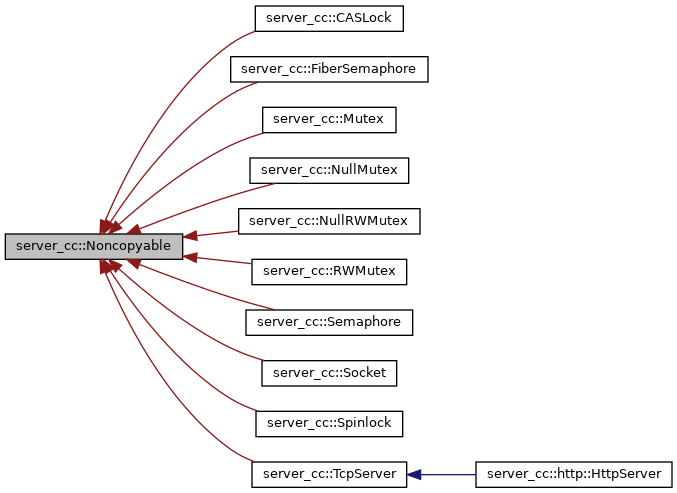 server_cc::CASLock
server_cc::FiberSemaphore
server_cc::Mutex
server_cc::NullMutex
server_cc::NullRWMutex
server_cc::Noncopyable
server_cc::RWMutex
server_cc::Semaphore
server_cc::Socket
server_cc::Spinlock
server_cc::TcpServer
server_cc::http::HttpServer